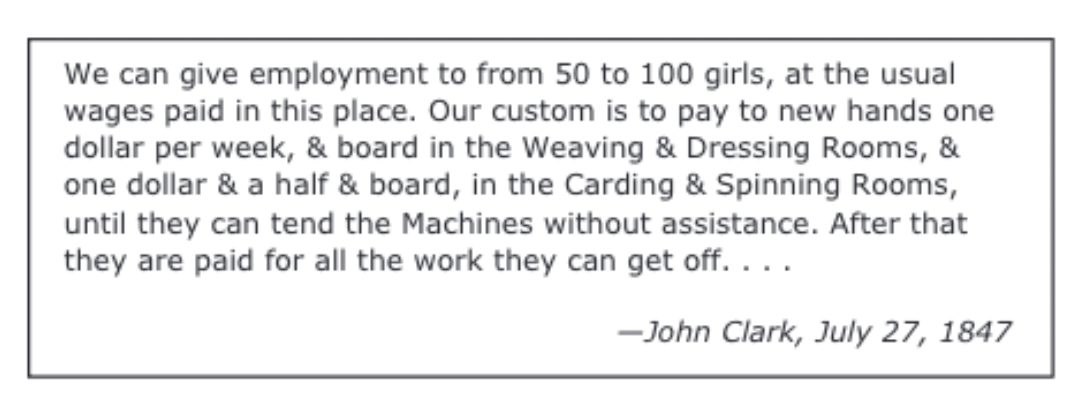 We can give employment to from 50 to 100 girls, at the usual
wages paid in this place. Our custom is to pay to new hands one
dollar per week, & board in the Weaving & Dressing Rooms, &
one dollar & a half & board, in the Carding & Spinning Rooms,
until they can tend the Machines without assistance. After that
they are paid for all the work they can get off. . . .
—John Clark, July 27, 1847